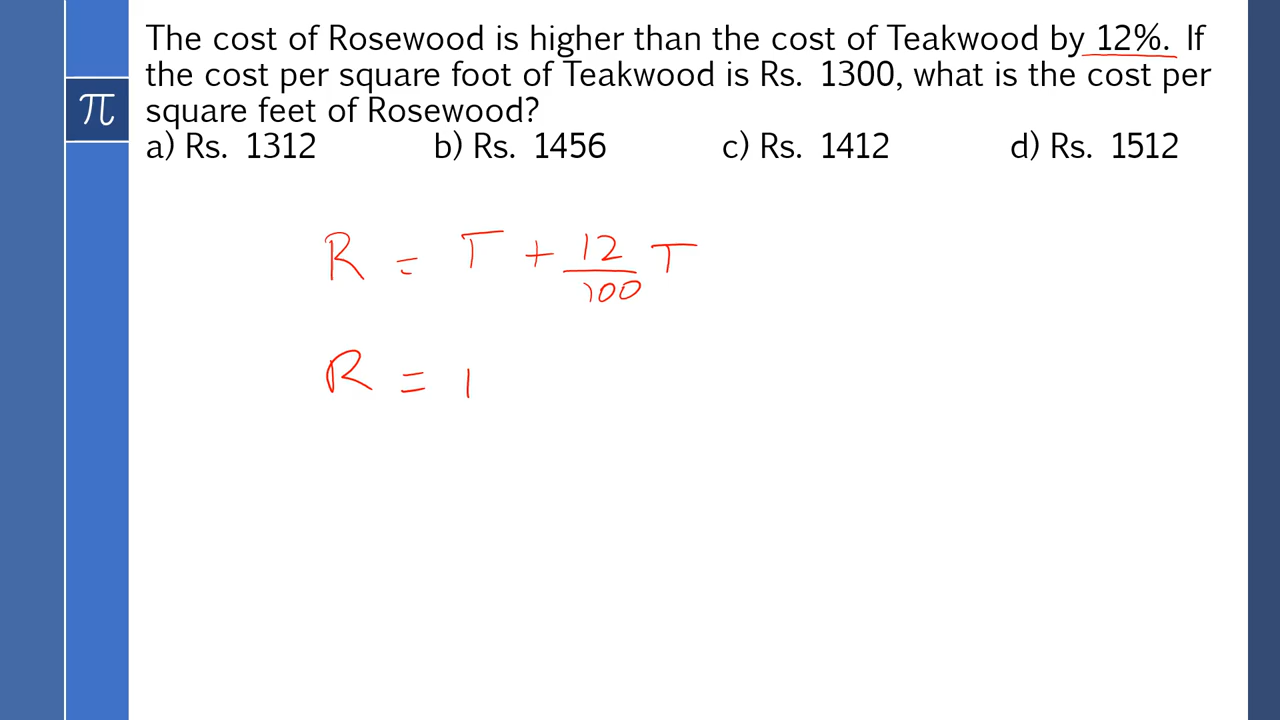 The cost of Rosewood is higher than the cost of Teakwood by 12%. If
the cost per square foot of Teakwood is Rs. 1300, what is the cost per
π
square feet of Rosewood?
a) Rs. 1312 b) Rs. 1456 c) Rs. 1412 d) Rs. 1512
R = T + 12/100 T
R = 1